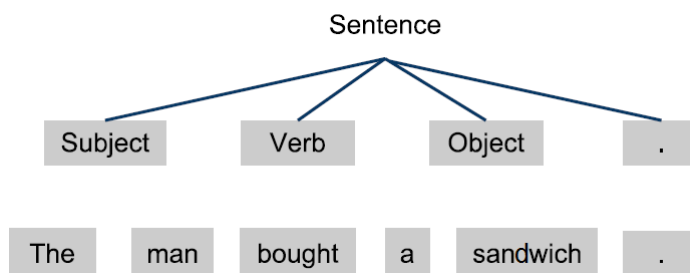 Sentence
Subject Verb Object .
The man bought a sandwich .